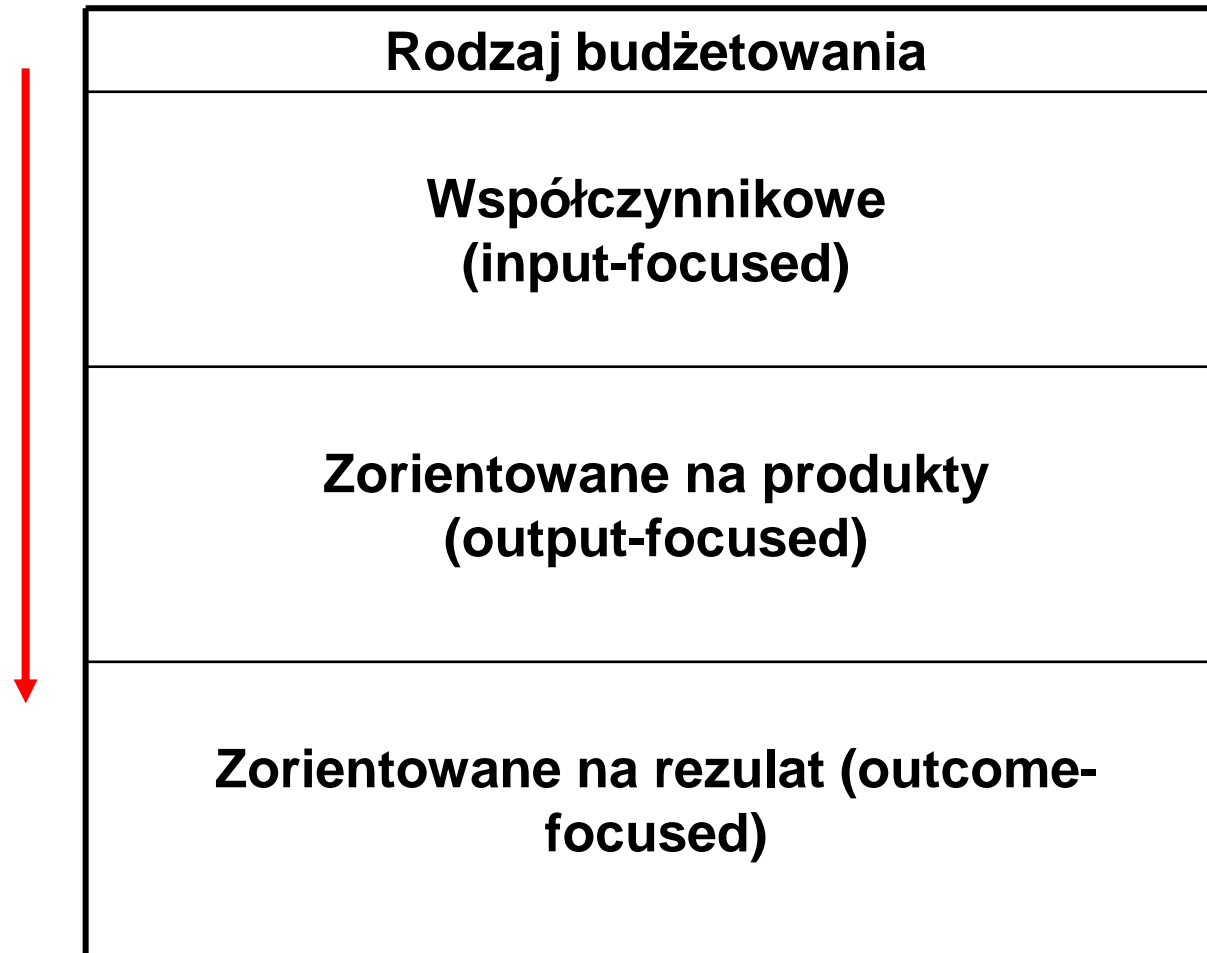 Rodzaj budżetowania
Współczynnikowe
(input-focused)
Zorientowane na produkty
(output-focused)
Zorientowane na rezulat (outcome-
focused)